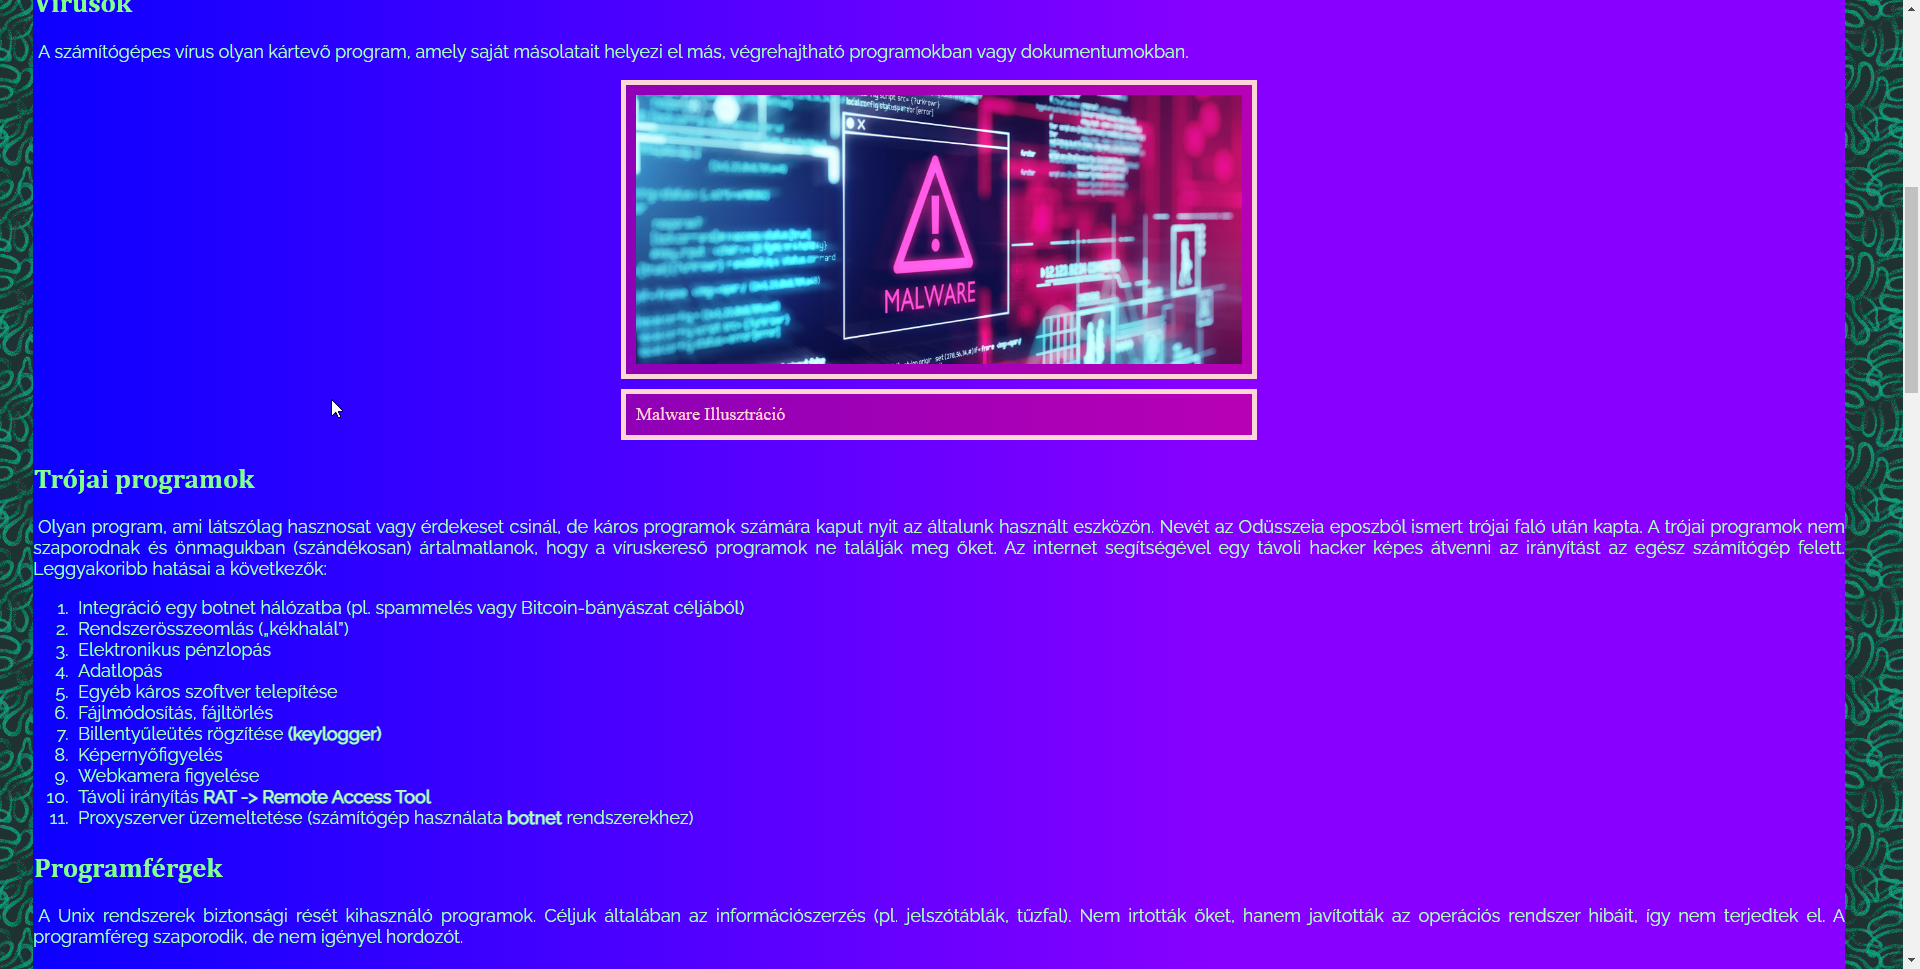 Vírusok
A számítógépes vírus olyan kártevő program, amely saját másolatait helyezi el más, végrehajtható programokban vagy dokumentumokban.
X
MALWARE
Malware Illusztráció
Trójai programok
Olyan program, ami látszólag hasznosat vagy érdekeset csinál, de káros programok számára kaput nyit az általunk használt eszközön. Nevét az Odüsszeia eposzból ismert trójai faló után kapta. A trójai programok nem
szaporodnak és önmagukban (szándékosan) ártalmatlanok, hogy a víruskereső programok ne találják meg őket. Az internet segítségével egy távoli hacker képes átvenni az irányítást az egész számítógép felett.
Leggyakoribb hatásai a következők:
1. Integráció egy botnet hálózatba (pl. spammelés vagy Bitcoin-bányászat céljából)
2. Rendszerösszeomlás („kékhalál”)
3. Elektronikus pénzlopás
4. Adatlopás
5. Egyéb káros szoftver telepítése
6. Fájlmódosítás, fájltörlés
7. Billentyűleütés rögzítése (keylogger)
8. Képernyőfigyelés
9. Webkamera figyelése
10. Távoli irányítás RAT -> Remote Access Tool
11. Proxyszerver üzemeltetése (számítógép használata botnet rendszerekhez)
Programférgek
A Unix rendszerek biztonsági rését kihasználó programok. Céljuk általában az információszerzés (pl. jelszótáblák, tűzfal). Nem irtották őket, hanem javították az operációs rendszer hibáit, így nem terjedtek el. A
programféreg szaporodik, de nem igényel hordozót.